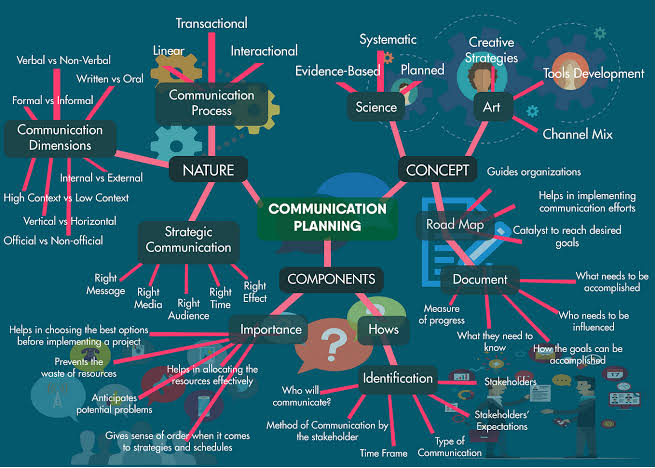 Transactional
Linear
Interactional
Communication
Process
Verbal vs Non-Verbal
Written vs Oral
Formal vs Informal
Communication
Dimensions
Internal vs External
High Context vs Low Context
Vertical vs Horizontal
Official vs Non-official
NATURE
Strategic
Communication
Right
Message
Right
Media
Right
Audience
Right
Time
Right
Effect
COMMUNICATION
PLANNING
Systematic
Evidence-Based
Planned
Science
Creative
Strategies
Tools Development
Art
Channel Mix
CONCEPT
Guides organizations
Helps in implementing
communication efforts
Road Map
Catalyst to reach desired
goals
Document
What needs to be
accomplished
Who needs to be
influenced
How the goals can be
accomplished
What they need to
know
Measure
of progress
COMPONENTS
Importance
Helps in choosing the best options
before implementing a project
Prevents the
waste of resources
Helps in allocating the
resources effectively
Anticipates
potential problems
Gives sense of order when it comes
to strategies and schedules
Hows
?
Identification
Who will
communicate?
Method of Communication by
the stakeholder
Time Frame
Type of
Communication
Stakeholders'
Expectations
Stakeholders